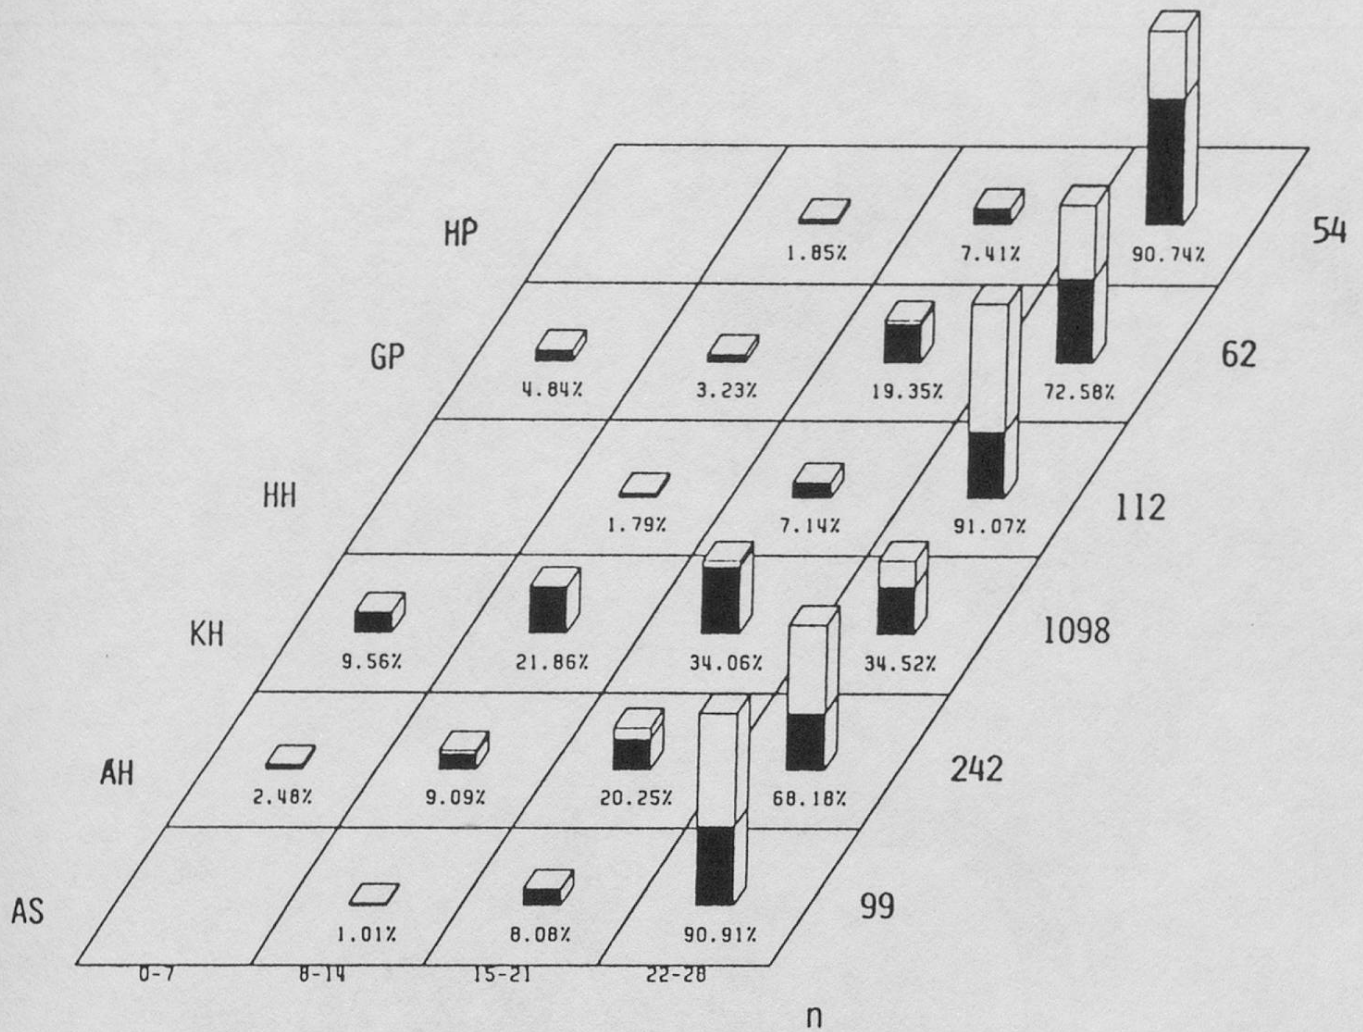 HP 54
1.85% 7.41% 90.74%
GP 62
4.84% 3.23% 19.35% 72.58%
HH 112
1.79% 7.14% 91.07%
KH 1098
9.56% 21.86% 34.06% 34.52%
AH 242
2.48% 9.09% 20.25% 68.18%
AS 99
1.01% 8.08% 90.91%
0-7 8-14 15-21 22-28
n